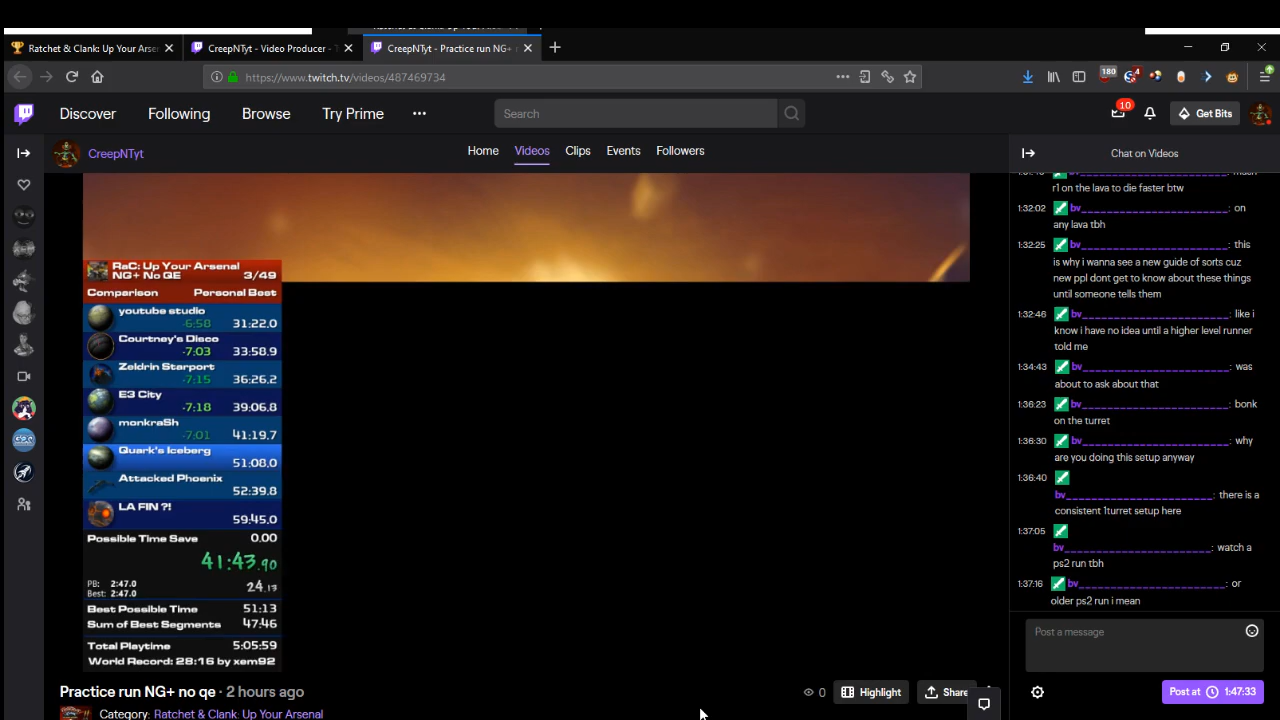 Ratchet & Clank: Up Your Arse
CreepNTyt - Video Producer -
CreepNTyt - Practice run NG+
https://www.twitch.tv/videos/487469734
180
4
Discover
Following
Browse
Try Prime
Search
10
Get Bits
CreepNTyt
Home
Videos
Clips
Events
Followers
Chat on Videos
RaC: Up Your Arsenal
NG+ No QE 3/49
Comparison Personal Best
youtube studio
-6:58 31:22.0
Courtney's Disco
-7:03 33:58.9
Zeldrin Starport
-7:15 36:26.2
E3 City
-7:18 39:06.8
monkraSh
-7:01 41:19.7
Quark's Iceberg
51:08.0
Attacked Phoenix
52:39.8
LA FIN ?!
59:45.0
Possible Time Save 0.00
41:43.90
PB: 2:47.0
Best: 2:47.0
24.17
Best Possible Time 51:13
Sum of Best Segments 47:46
Total Playtime 5:05:59
World Record: 28:16 by xem92
r1 on the lava to die faster btw
1:32:02 bv______________________: on
any lava tbh
1:32:25 bv______________________: this
is why i wanna see a new guide of sorts cuz
new ppl dont get to know about these things
until someone tells them
1:32:46 bv______________________: like i
know i have no idea until a higher level runner
told me
1:34:43 bv______________________: was
about to ask about that
1:36:23 bv______________________: bonk
on the turret
1:36:30 bv______________________: why
are you doing this setup anyway
1:36:40
bv______________________: there is a
consistent 1turret setup here
1:37:05
bv______________________: watch a
ps2 run tbh
1:37:16 bv______________________: or
older ps2 run i mean
Post a message
Post at 1:47:33
Practice run NG+ no qe · 2 hours ago
0
Highlight
Share
Category: Ratchet & Clank: Up Your Arsenal